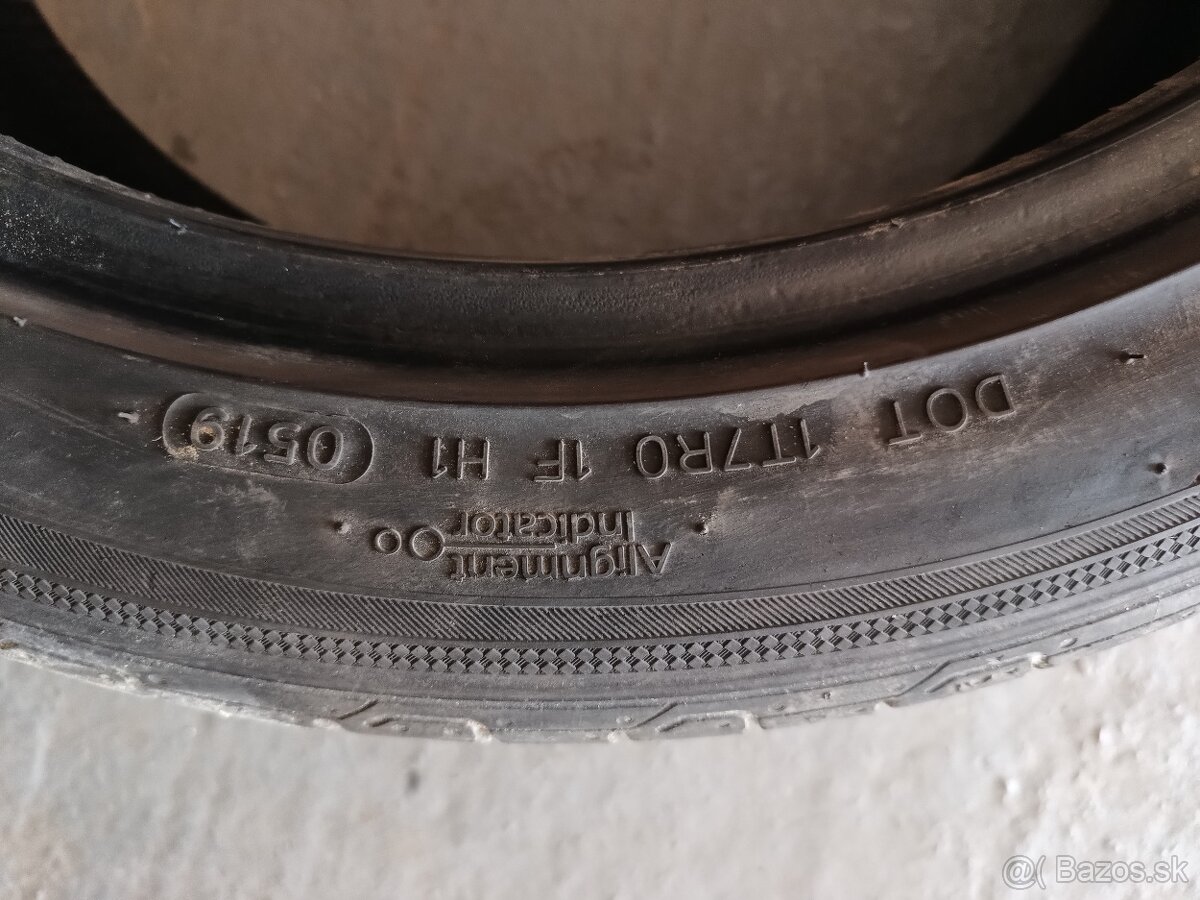 DOT 1T7R0 1F H1 0519
Alignment
Indicator
@( Bazos.sk